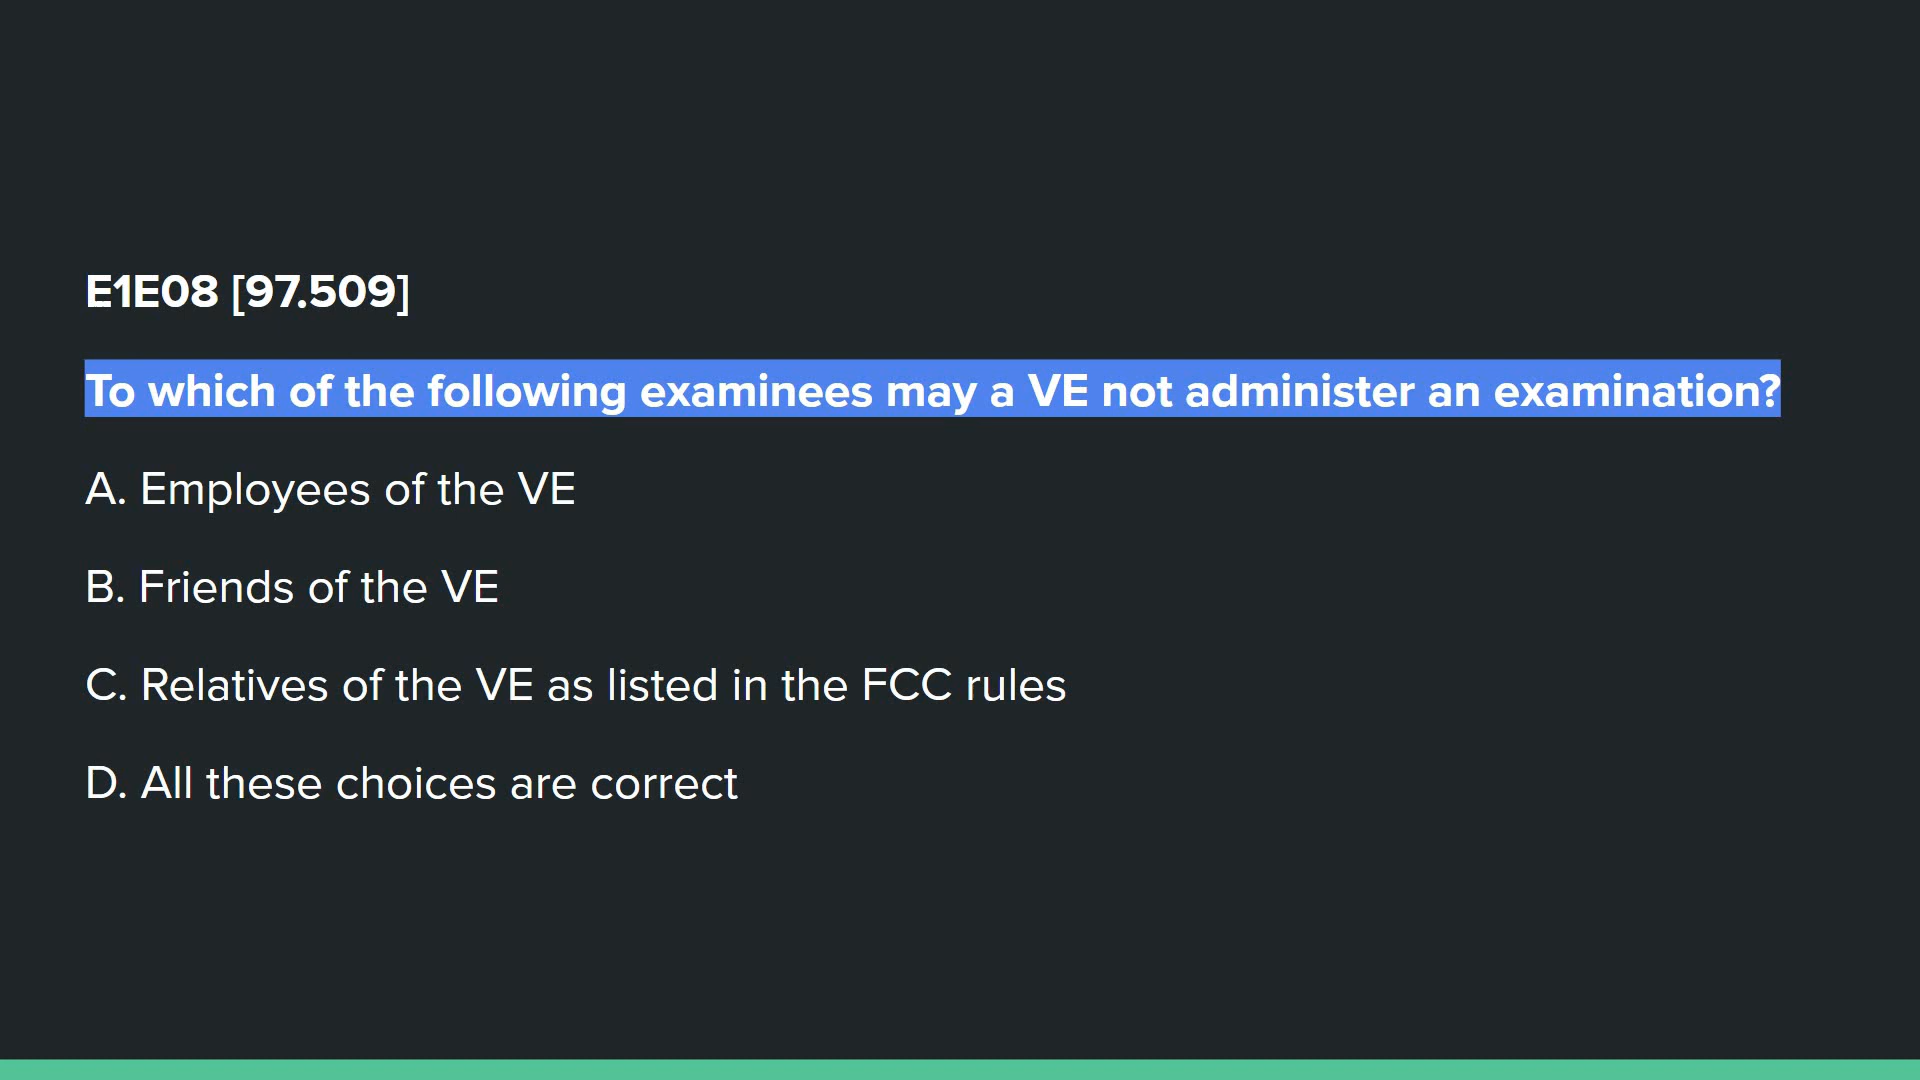 E1E08 [97.509]
To which of the following examinees may a VE not administer an examination?
A. Employees of the VE
B. Friends of the VE
C. Relatives of the VE as listed in the FCC rules
D. All these choices are correct